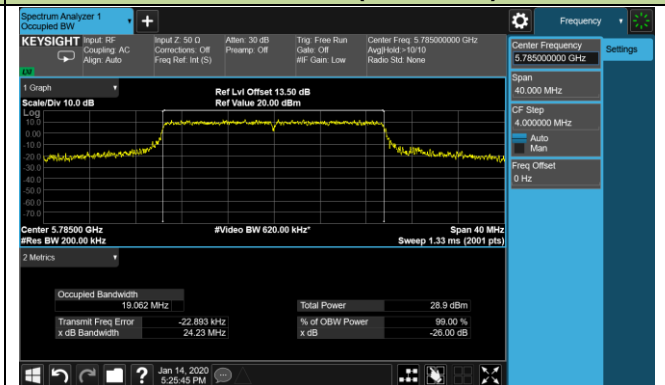 Spectrum Analyzer 1
Occupied BW
Frequency
KEYSIGHT
Input: RF
Coupling: AC
Align: Auto
Input Z: 50 Ω
Corrections: Off
Freq Ref: Int (S)
Atten: 30 dB
Preamp: Off
Trig: Free Run
Gate: Off
#IF Gain: Low
Center Freq: 5.785000000 GHz
Avg|Hold:>10/10
Radio Std: None
Center Frequency
5.785000000 GHz
Settings
Span
40.000 MHz
CF Step
4.000000 MHz
Auto
Man
Freq Offset
0 Hz
1 Graph
Scale/Div 10.0 dB
Ref Lvl Offset 13.50 dB
Ref Value 20.00 dBm
Log
10.0
0.00
-10.0
-20.0
-30.0
-40.0
-50.0
-60.0
-70.0
Center 5.78500 GHz
#Res BW 200.00 kHz
#Video BW 620.00 kHz*
Span 40 MHz
Sweep 1.33 ms (2001 pts)
2 Metrics
Occupied Bandwidth
19.062 MHz
Total Power 28.9 dBm
Transmit Freq Error -22.893 kHz
% of OBW Power 99.00 %
x dB Bandwidth 24.23 MHz
x dB -26.00 dB
Jan 14, 2020
5:25:45 PM